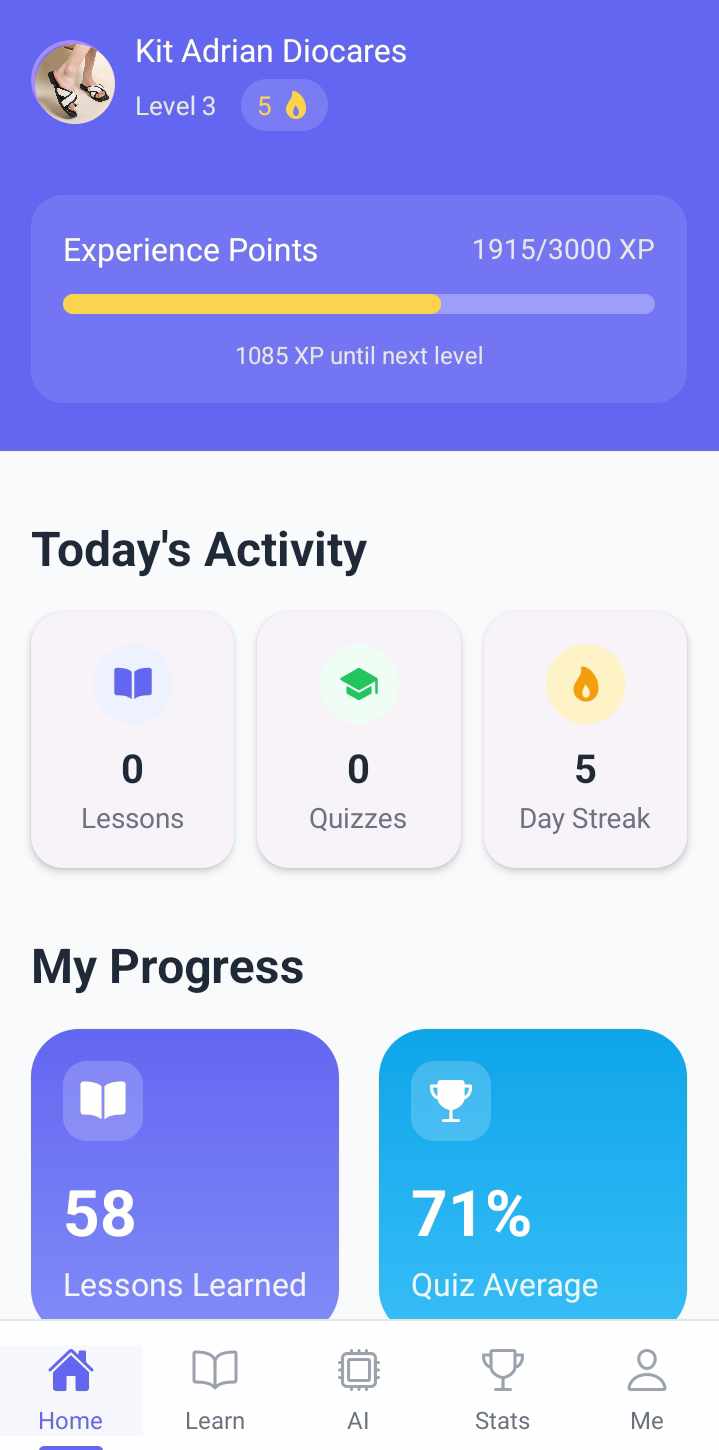 Kit Adrian Diocares
Level 3 5
Experience Points 1915/3000 XP
1085 XP until next level
Today's Activity
0 0 5
Lessons Quizzes Day Streak
My Progress
58 71%
Lessons Learned Quiz Average
Home Learn AI Stats Me